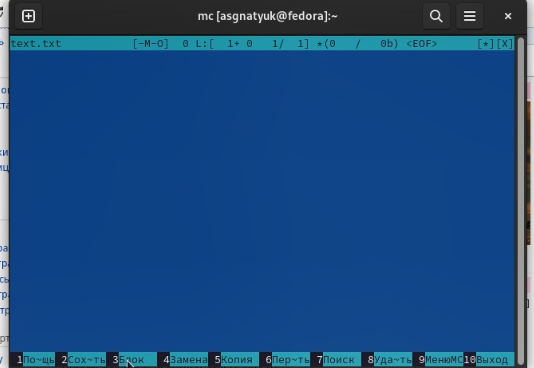 mc [asgnatyuk@fedora]:~
text.txt [-M-O] 0 L:[ 1+ 0 1/ 1] *(0 / 0b) <EOF> [*][X]
1По~щь 2Сох~ть 3Блок 4Замена 5Копия 6Пер~ть 7Поиск 8Уда~ть 9МенюMC 10Выход